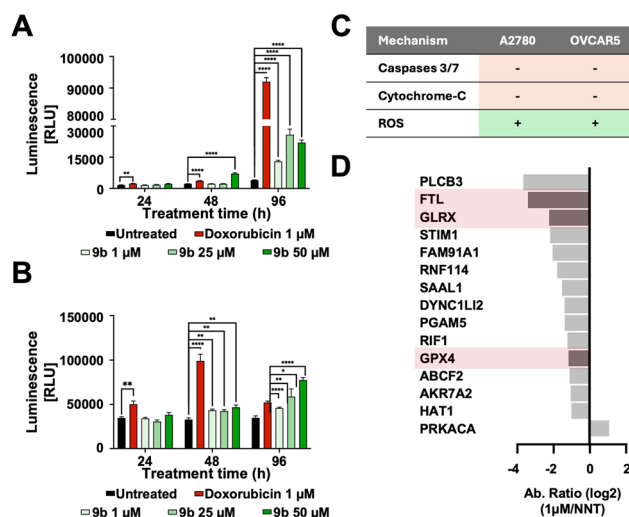 A
Luminescence
[RLU]
100000
90000
80000
30000
15000
0
**
****
****
****
****
****
****
24
48
96
Treatment time (h)
Untreated
Doxorubicin 1 µM
9b 1 µM
9b 25 µM
9b 50 µM
B
Luminescence
[RLU]
150000
100000
50000
0
**
**
**
**
****
****
*
**
****
24
48
96
Treatment time (h)
Untreated
Doxorubicin 1 µM
9b 1 µM
9b 25 µM
9b 50 µM
C
Mechanism A2780 OVCAR5
Caspases 3/7 - -
Cytochrome-C - -
ROS + +
D
PLCB3
FTL
GLRX
STIM1
FAM91A1
RNF114
SAAL1
DYNC1LI2
PGAM5
RIF1
GPX4
ABCF2
AKR7A2
HAT1
PRKACA
-4 -2 0 2
Ab. Ratio (log2)
(1µM/NNT)